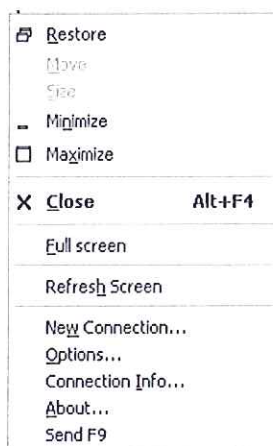 Restore
Move
Size
Minimize
Maximize
Close Alt+F4
Full screen
Refresh Screen
New Connection...
Options...
Connection Info...
About...
Send F9